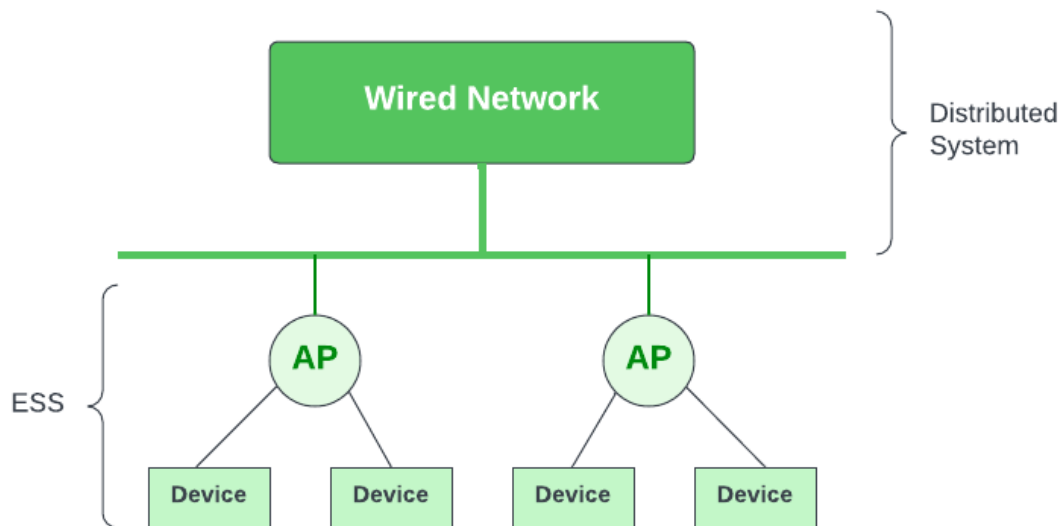 Wired Network
Distributed
System
AP
AP
ESS
Device
Device
Device
Device